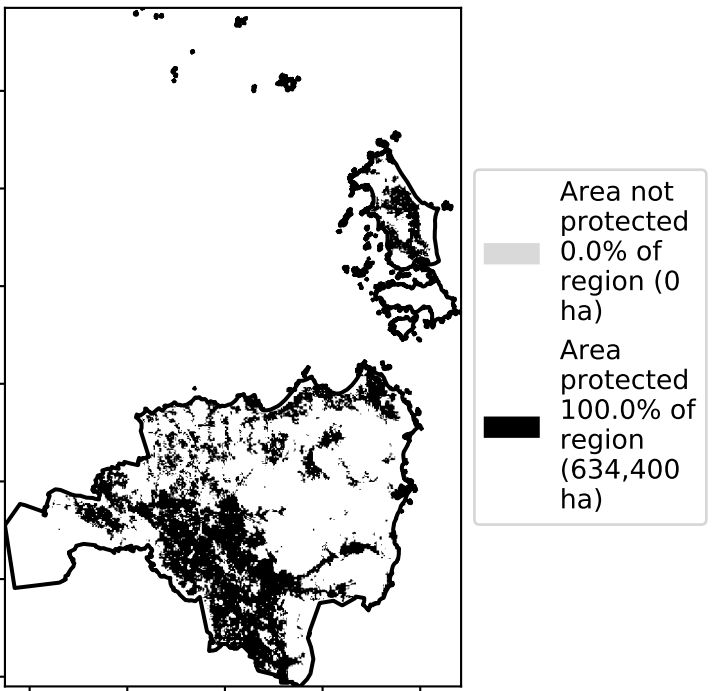 Area not
protected
0.0% of
region (0
ha)
Area
protected
100.0% of
region
(634,400
ha)